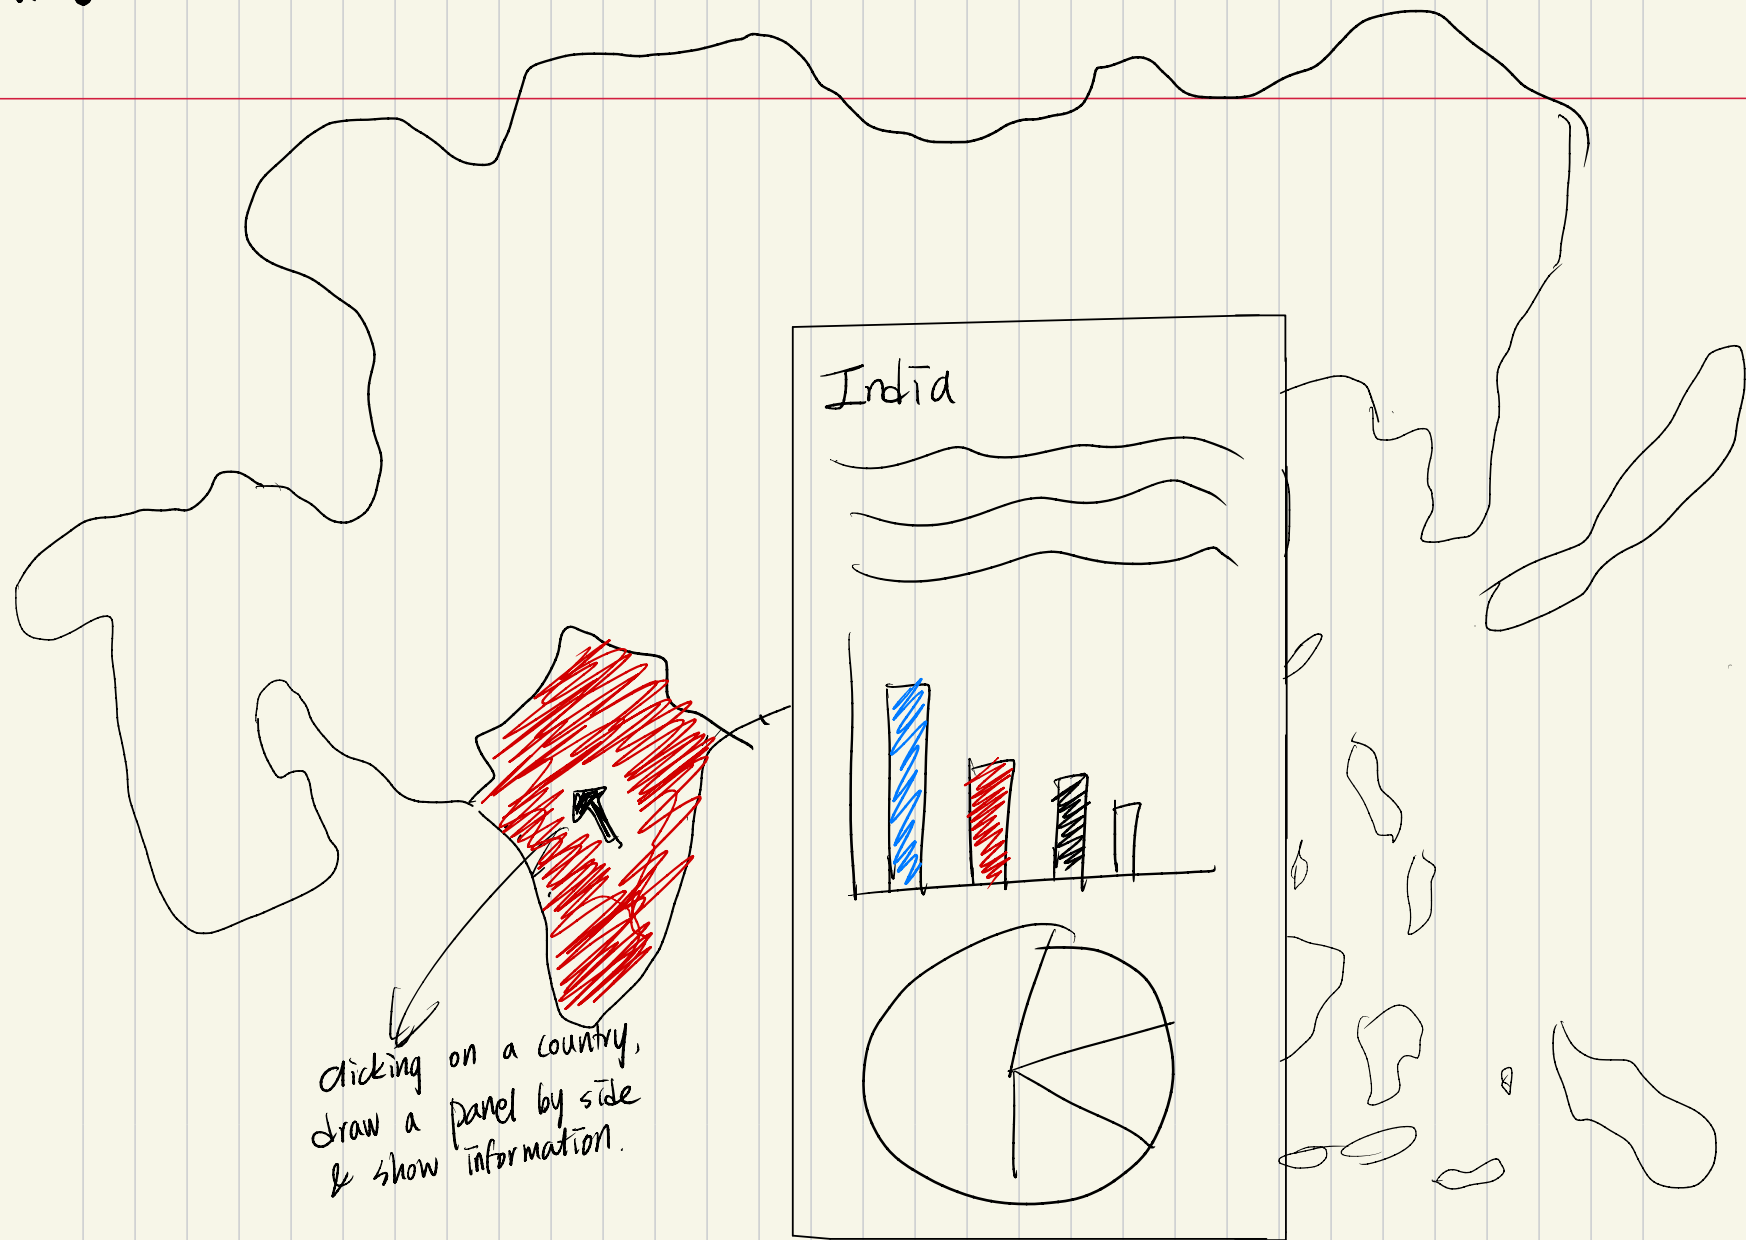 India
clicking on a country,
draw a panel by side
& show information.